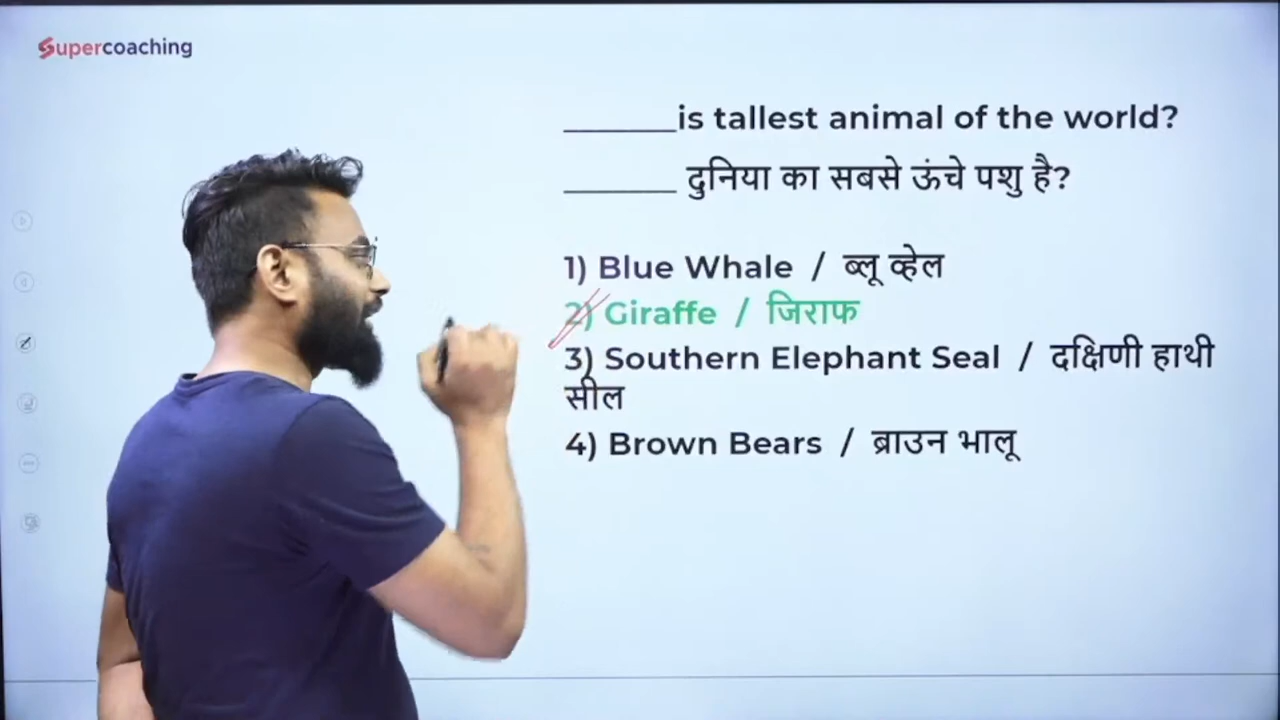 Supercoaching
_______is tallest animal of the world?
_______ दुनिया का सबसे ऊंचे पशु है?
1) Blue Whale / ब्लू व्हेल
2) Giraffe / जिराफ
3) Southern Elephant Seal / दक्षिणी हाथी
सील
4) Brown Bears / ब्राउन भालू